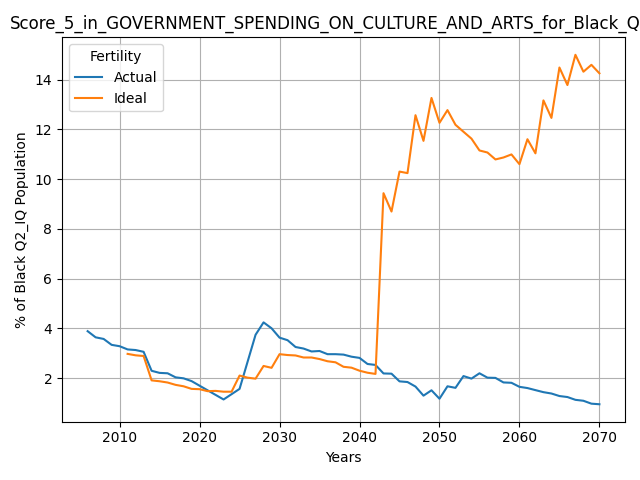 Score_5_in_GOVERNMENT_SPENDING_ON_CULTURE_AND_ARTS_for_Black_Q
Fertility
Actual
Ideal
14
12
10
8
6
4
2
% of Black Q2_IQ Population
2010 2020 2030 2040 2050 2060 2070
Years